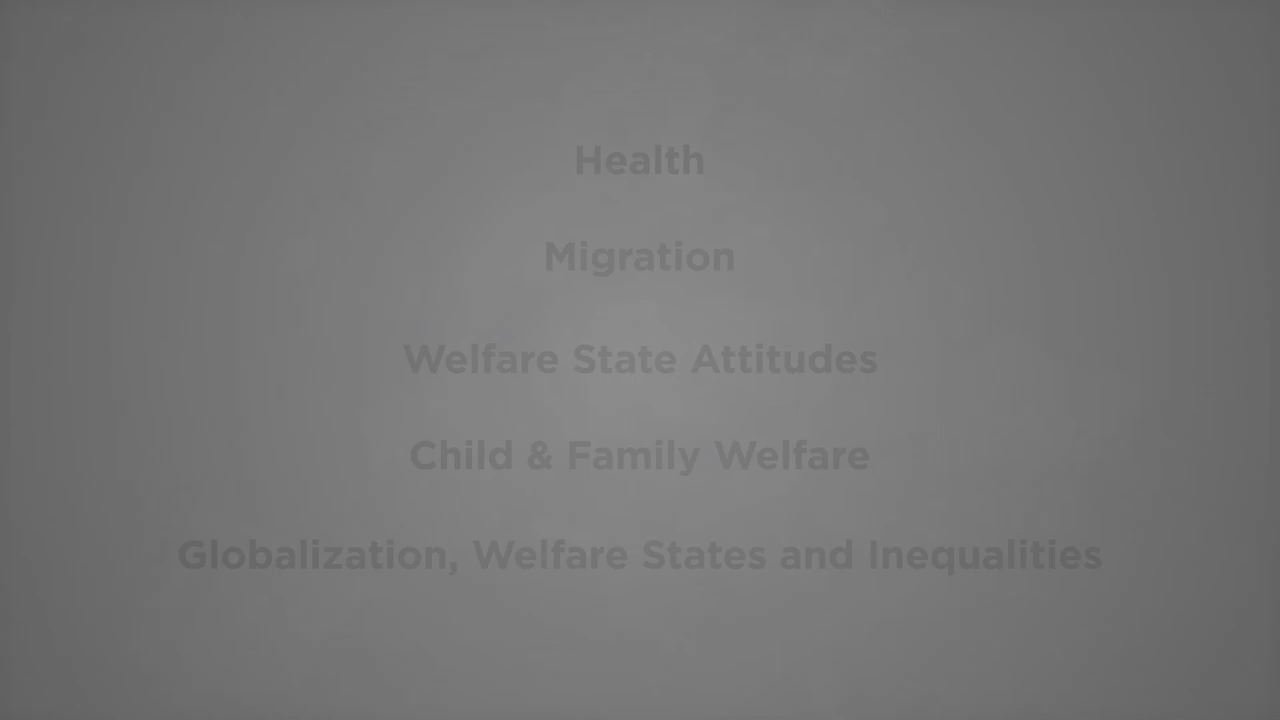 Health
Migration
Welfare State Attitudes
Child & Family Welfare
Globalization, Welfare States and Inequalities